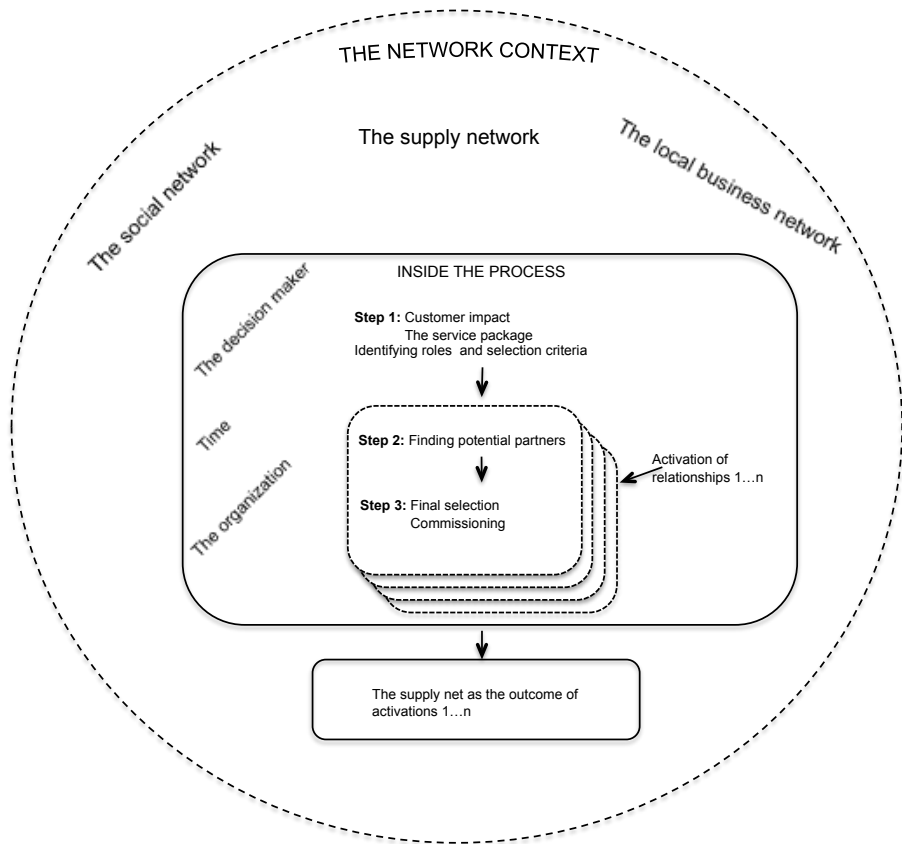 THE NETWORK CONTEXT
The social network
The supply network
The local business network
INSIDE THE PROCESS
The decision maker
Step 1: Customer impact
The service package
Identifying roles and selection criteria
Time
Step 2: Finding potential partners
Activation of
relationships 1...n
The organization
Step 3: Final selection
Commissioning
The supply net as the outcome of
activations 1...n